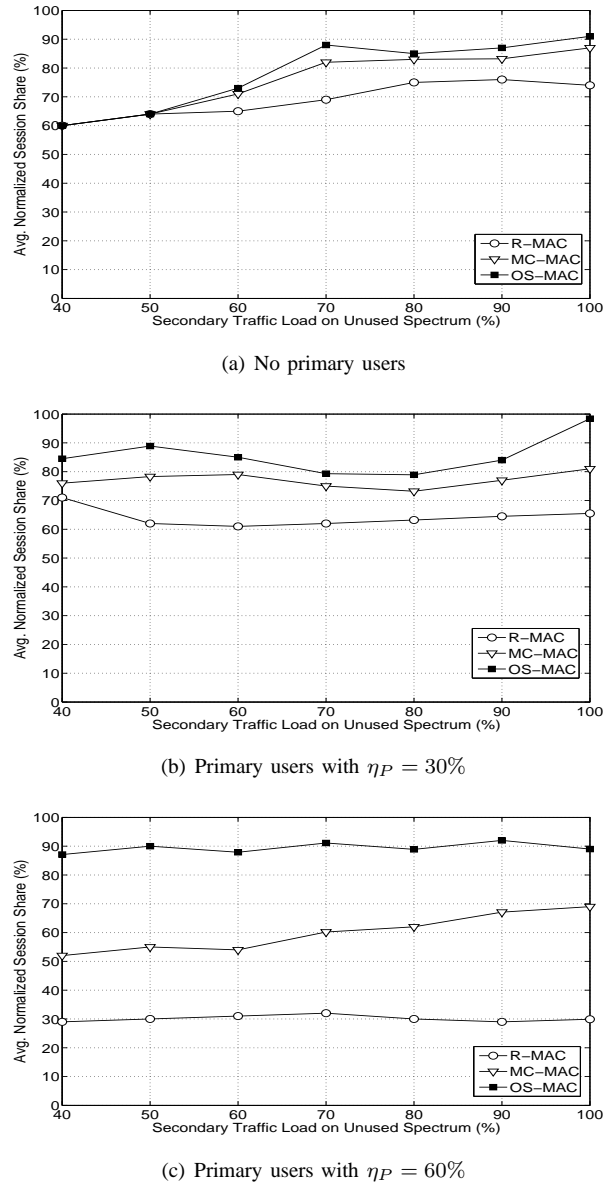 100
90
80
70
60
50
40
30
20
10
0
Avg. Normalized Session Share (%)
R−MAC
MC−MAC
OS−MAC
40 50 60 70 80 90 100
Secondary Traffic Load on Unused Spectrum (%)
(a) No primary users
100
90
80
70
60
50
40
30
20
10
0
Avg. Normalized Session Share (%)
R−MAC
MC−MAC
OS−MAC
40 50 60 70 80 90 100
Secondary Traffic Load on Unused Spectrum (%)
(b) Primary users with η_P = 30%
100
90
80
70
60
50
40
30
20
10
0
Avg. Normalized Session Share (%)
R−MAC
MC−MAC
OS−MAC
40 50 60 70 80 90 100
Secondary Traffic Load on Unused Spectrum (%)
(c) Primary users with η_P = 60%